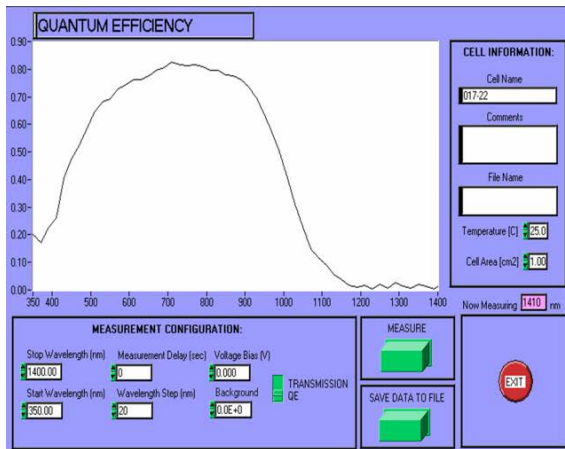 QUANTUM EFFICIENCY
0.90
0.80
0.70
0.60
0.50
0.40
0.30
0.20
0.10
0.00
350 400 500 600 700 800 900 1000 1100 1200 1300 1400
CELL INFORMATION:
Cell Name
017-22
Comments
File Name
Temperature [C] 25.0
Cell Area [cm2] 1.00
Now Measuring 1410 nm
MEASUREMENT CONFIGURATION:
Stop Wavelength (nm) Measurement Delay (sec) Voltage Bias (V)
1400.00 0 0.000
Start Wavelength (nm) Wavelength Step (nm) Background
350.00 20 0.0E+0
TRANSMISSION
QE
MEASURE
SAVE DATA TO FILE
EXIT